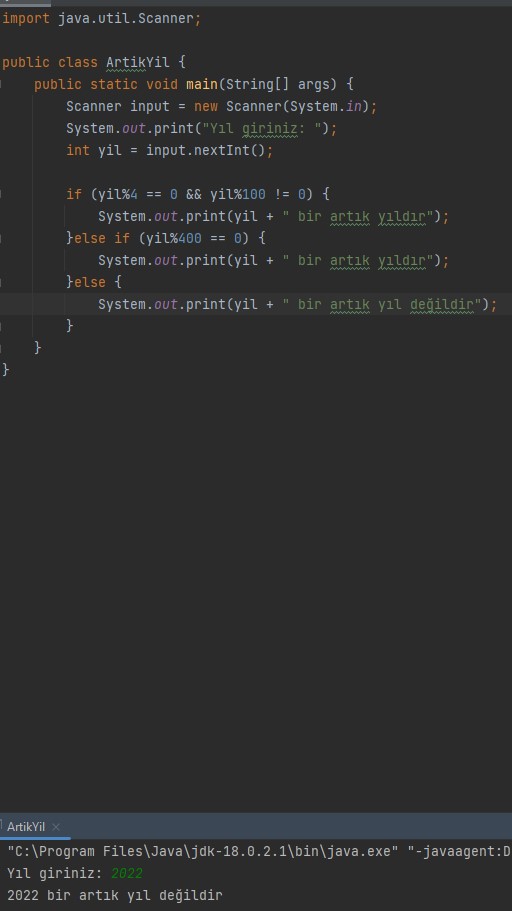 import java.util.Scanner;
public class ArtikYil {
public static void main(String[] args) {
Scanner input = new Scanner(System.in);
System.out.print("Yıl giriniz: ");
int yil = input.nextInt();
if (yil%4 == 0 && yil%100 != 0) {
System.out.print(yil + " bir artık yıldır");
}else if (yil%400 == 0) {
System.out.print(yil + " bir artık yıldır");
}else {
System.out.print(yil + " bir artık yıl değildir");
}
}
}
ArtikYil ×
"C:\Program Files\Java\jdk-18.0.2.1\bin\java.exe" "-javaagent:D
Yıl giriniz: 2022
2022 bir artık yıl değildir